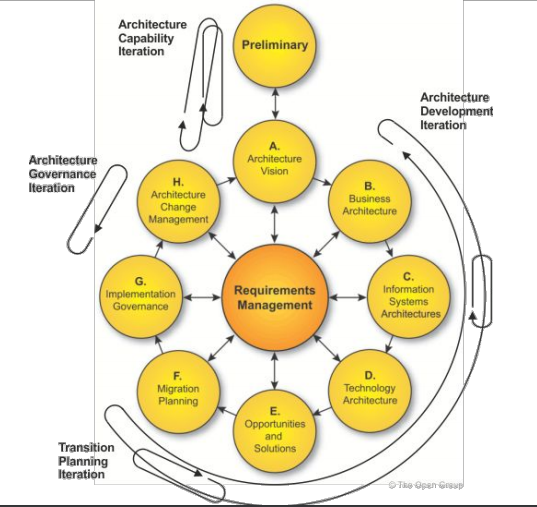 Architecture
Capability
Iteration
Preliminary
Architecture
Development
Iteration
A.
Architecture
Vision
Architecture
Governance
Iteration
H.
Architecture
Change
Management
B.
Business
Architecture
G.
Implementation
Governance
Requirements
Management
C.
Information
Systems
Architectures
F.
Migration
Planning
D.
Technology
Architecture
E.
Opportunities
and
Solutions
Transition
Planning
Iteration
© The Open Group